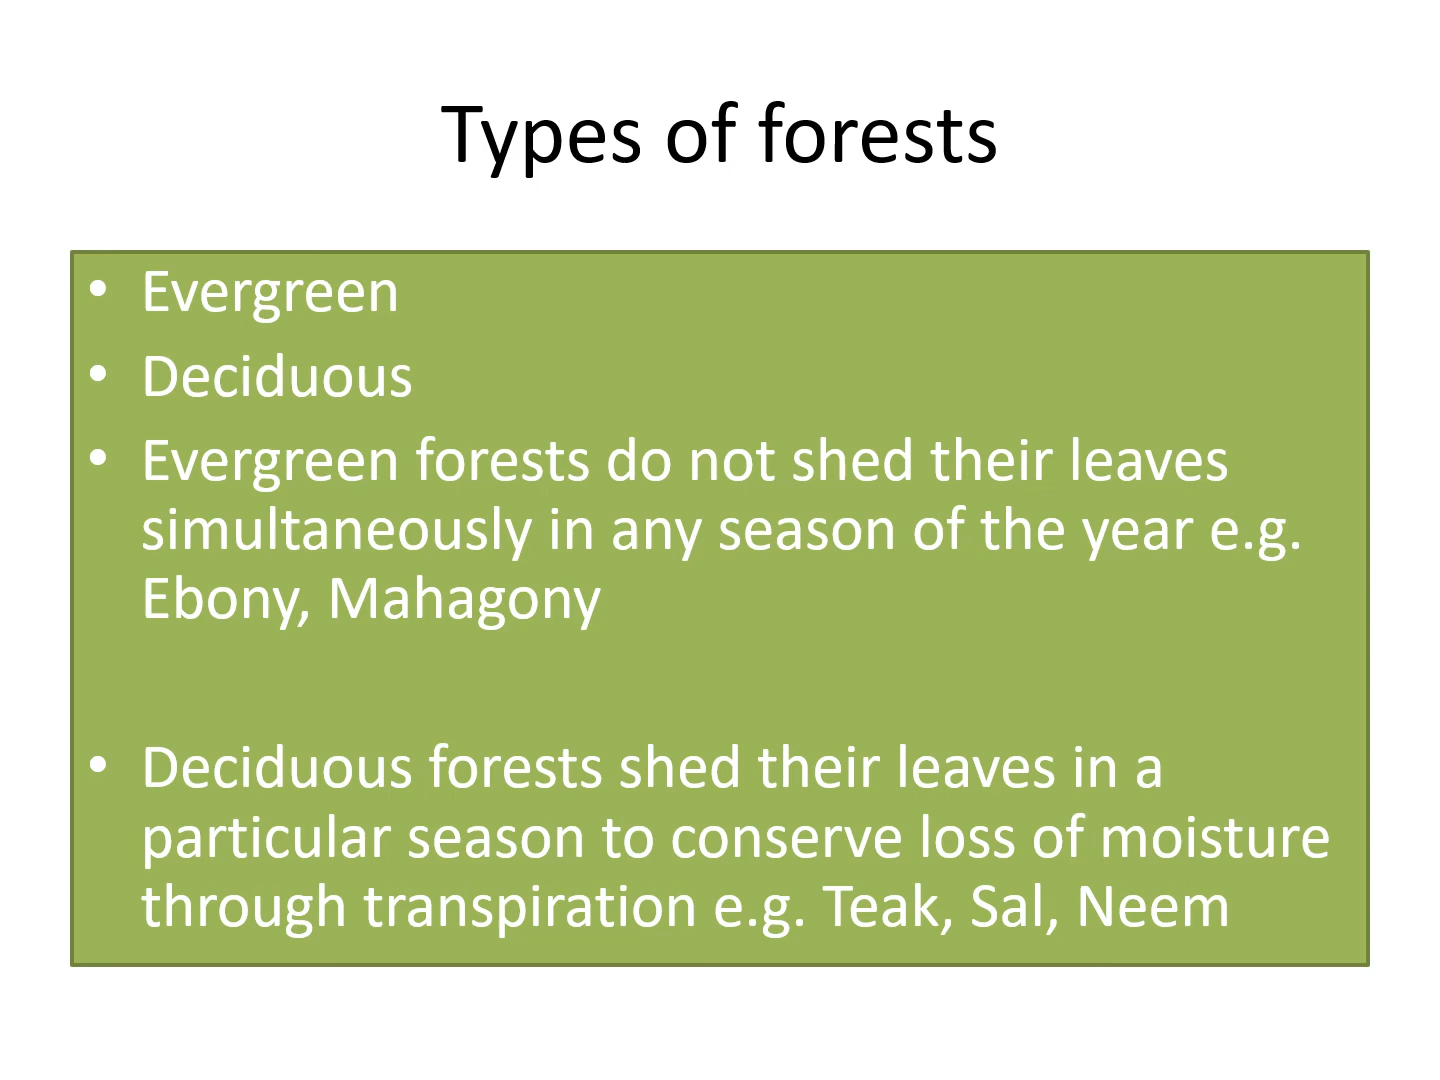 Types of forests
• Evergreen
• Deciduous
• Evergreen forests do not shed their leaves
simultaneously in any season of the year e.g.
Ebony, Mahagony
• Deciduous forests shed their leaves in a
particular season to conserve loss of moisture
through transpiration e.g. Teak, Sal, Neem